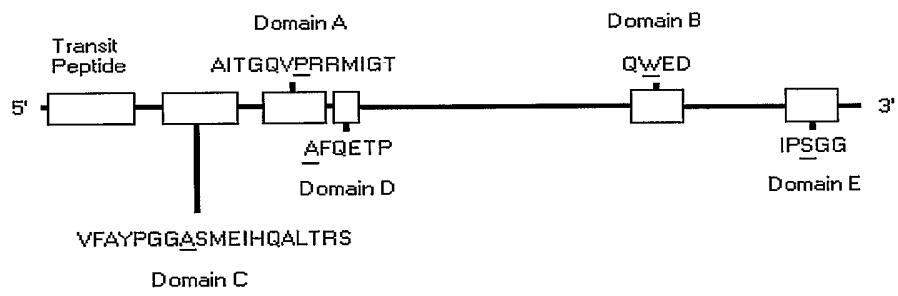 Domain A
Domain B
Transit
Peptide
AITGQVPRRMIGT
QWED
5'
3'
AFQETP
IPSGG
Domain D
Domain E
VFAYPGGASMEIHQALTRS
Domain C